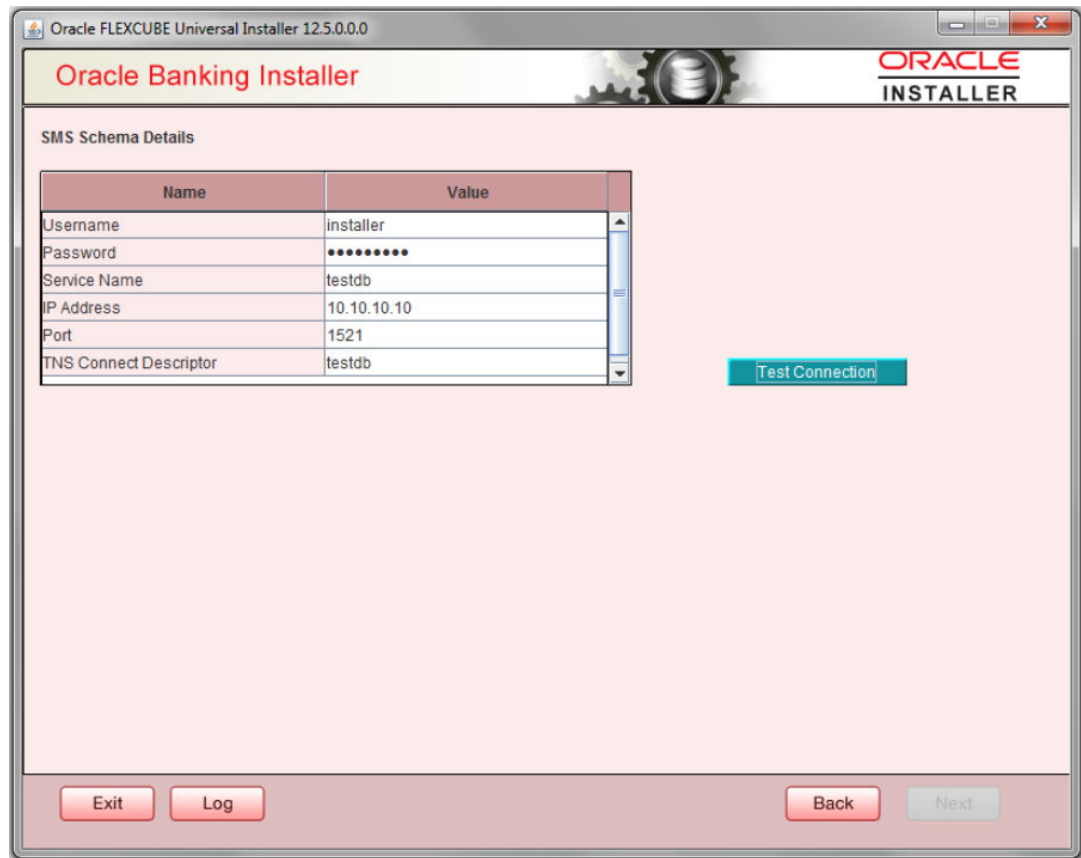 Oracle FLEXCUBE Universal Installer 12.5.0.0.0
Oracle Banking Installer
ORACLE
INSTALLER
SMS Schema Details
Name Value
Username installer
Password •••••••••
Service Name testdb
IP Address 10.10.10.10
Port 1521
TNS Connect Descriptor testdb
Test Connection
Exit Log Back Next